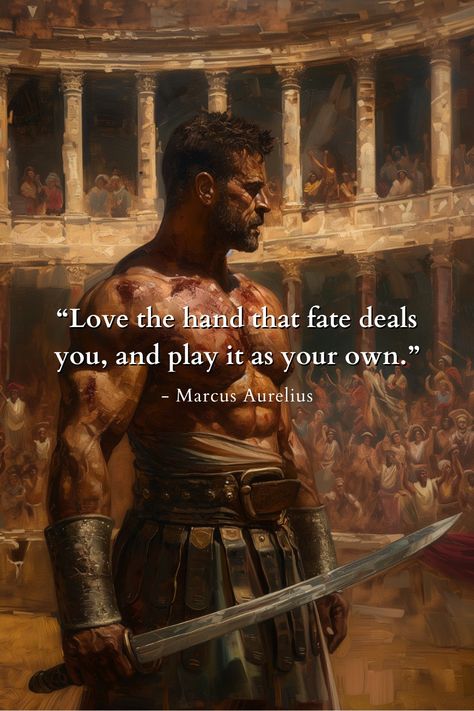 “Love the hand that fate deals
you, and play it as your own.”
- Marcus Aurelius